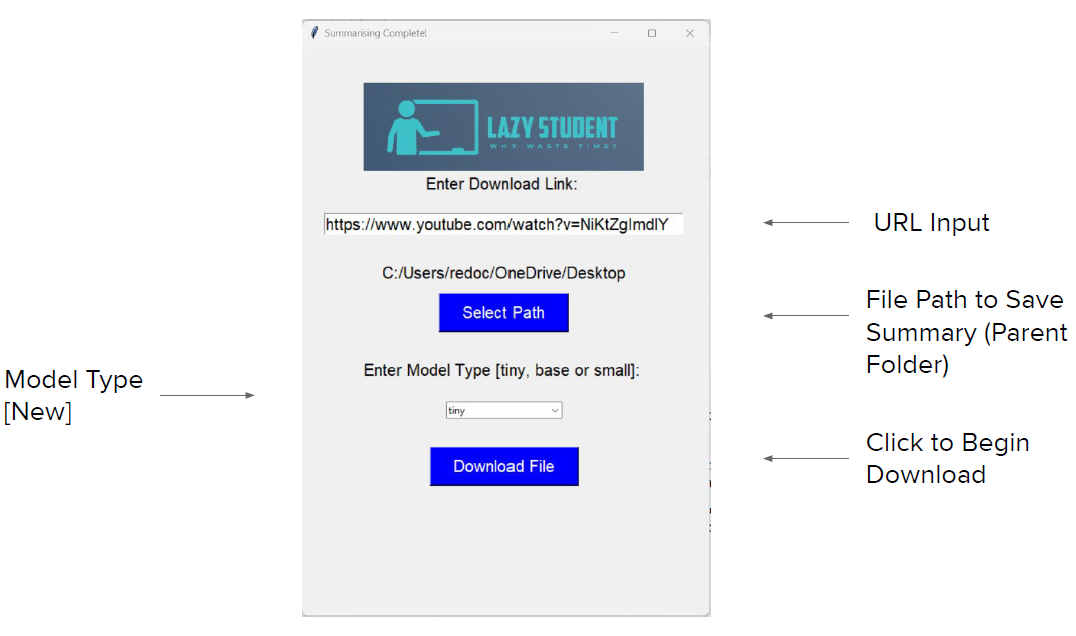 Summarising Complete!
LAZY STUDENT
WHY WASTE TIME?
Enter Download Link:
https://www.youtube.com/watch?v=NiKtZgImdlY
URL Input
C:/Users/redoc/OneDrive/Desktop
Select Path
File Path to Save
Summary (Parent
Folder)
Enter Model Type [tiny, base or small]:
Model Type
[New]
tiny
Download File
Click to Begin
Download